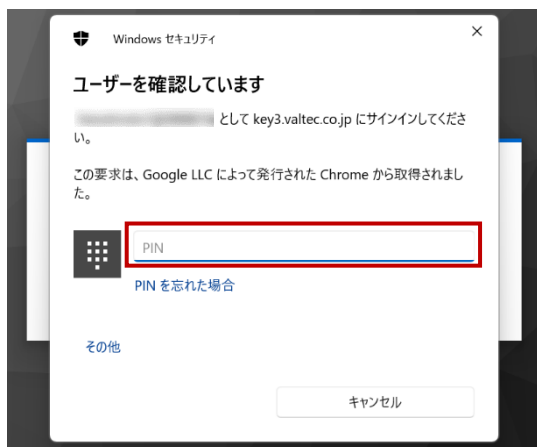 Windows セキュリティ
ユーザーを確認しています
として key3.valtec.co.jp にサインインしてくださ
い。
この要求は、Google LLC によって発行された Chrome から取得されまし
た。
PIN
PIN を忘れた場合
その他
キャンセル